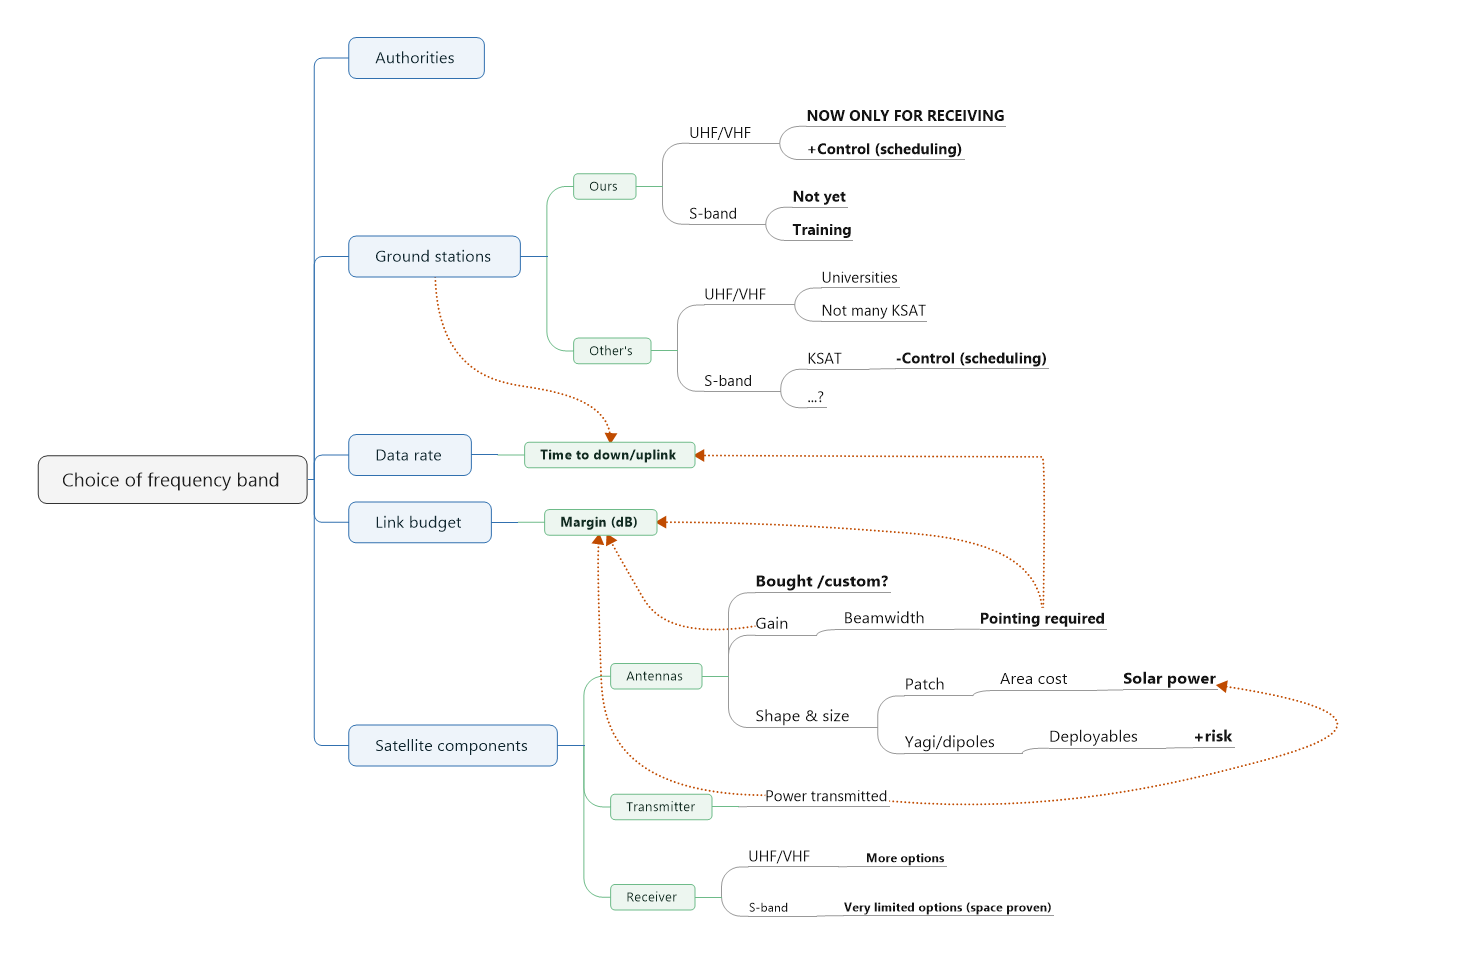 Authorities
NOW ONLY FOR RECEIVING
UHF/VHF
+Control (scheduling)
Ours
Not yet
S-band
Training
Ground stations
Universities
UHF/VHF
Not many KSAT
Other's
KSAT
-Control (scheduling)
S-band
...?
Data rate
Time to down/uplink
Choice of frequency band
Link budget
Margin (dB)
Bought /custom?
Gain
Beamwidth
Pointing required
Antennas
Patch
Area cost
Solar power
Shape & size
Yagi/dipoles
Deployables
+risk
Satellite components
Transmitter
Power transmitted
UHF/VHF
More options
Receiver
S-band
Very limited options (space proven)